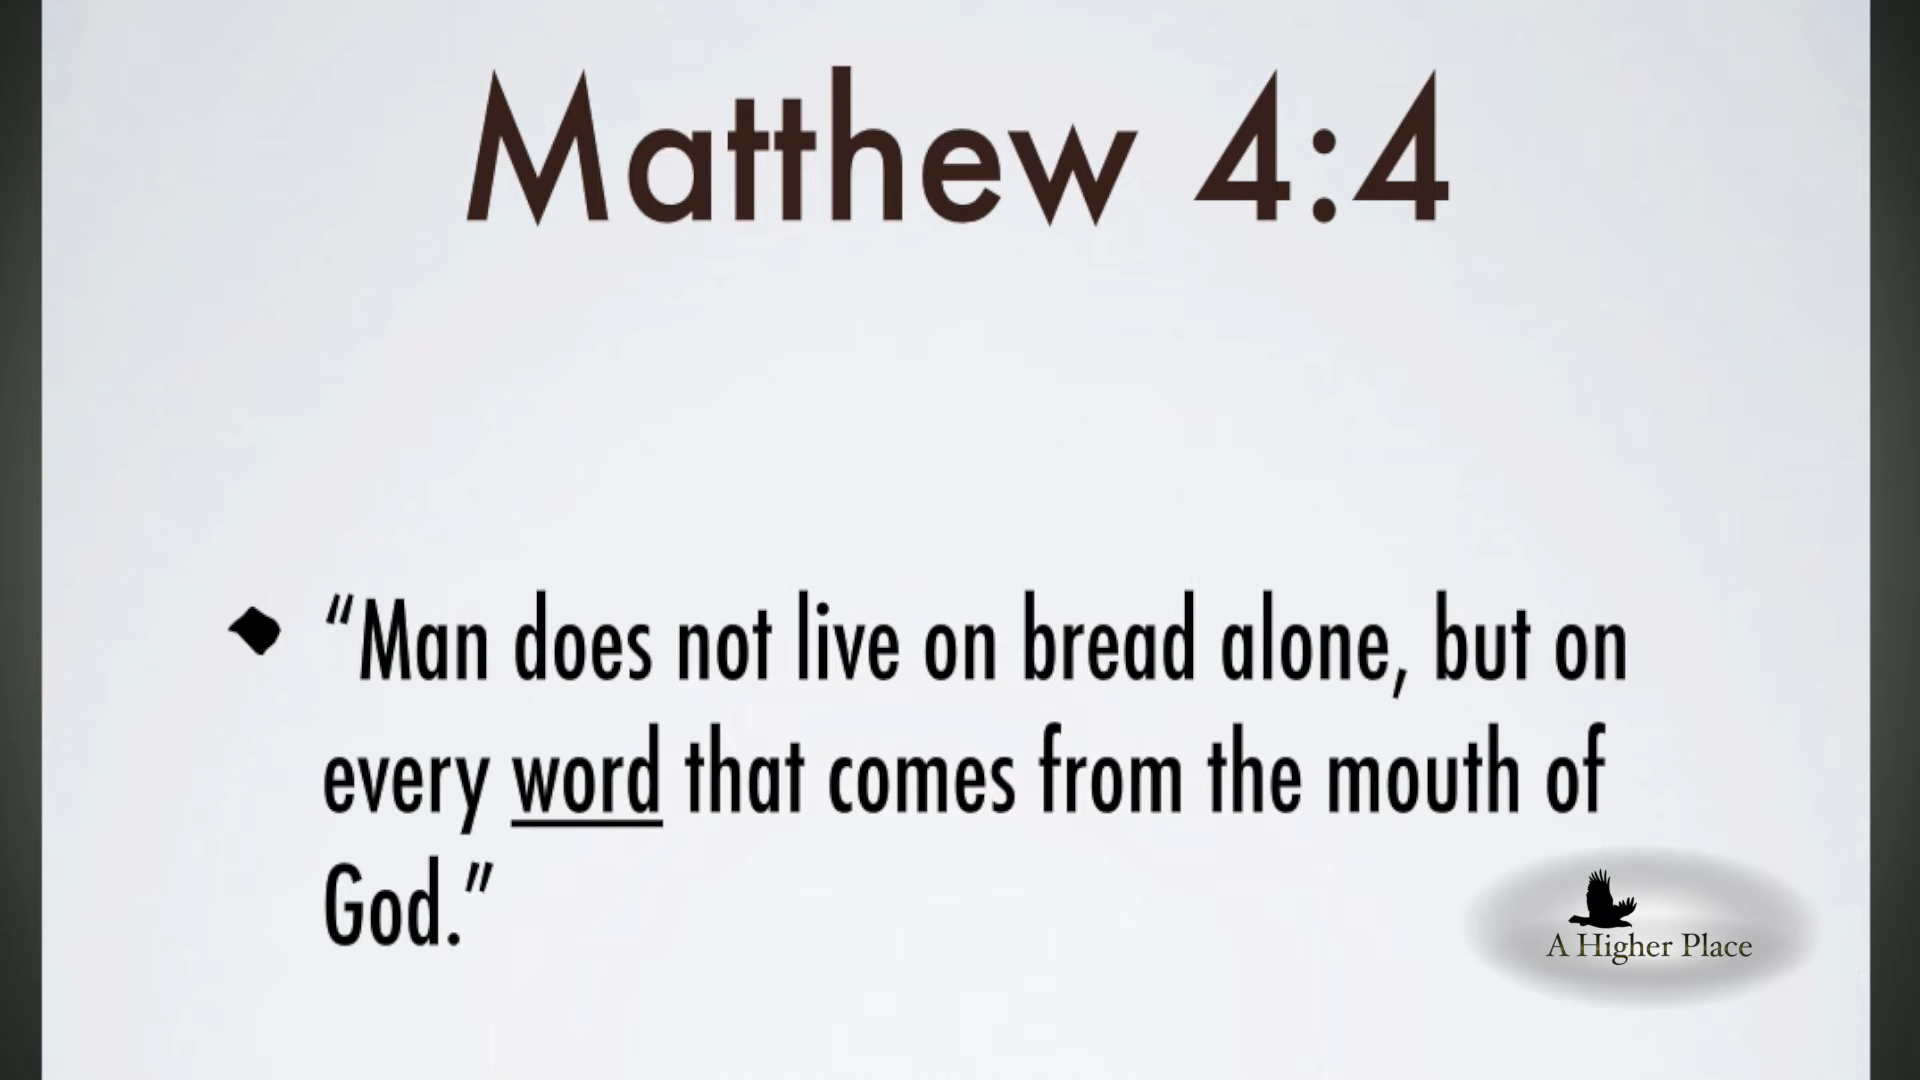 Matthew 4:4
“Man does not live on bread alone, but on
every word that comes from the mouth of
God.”
A Higher Place